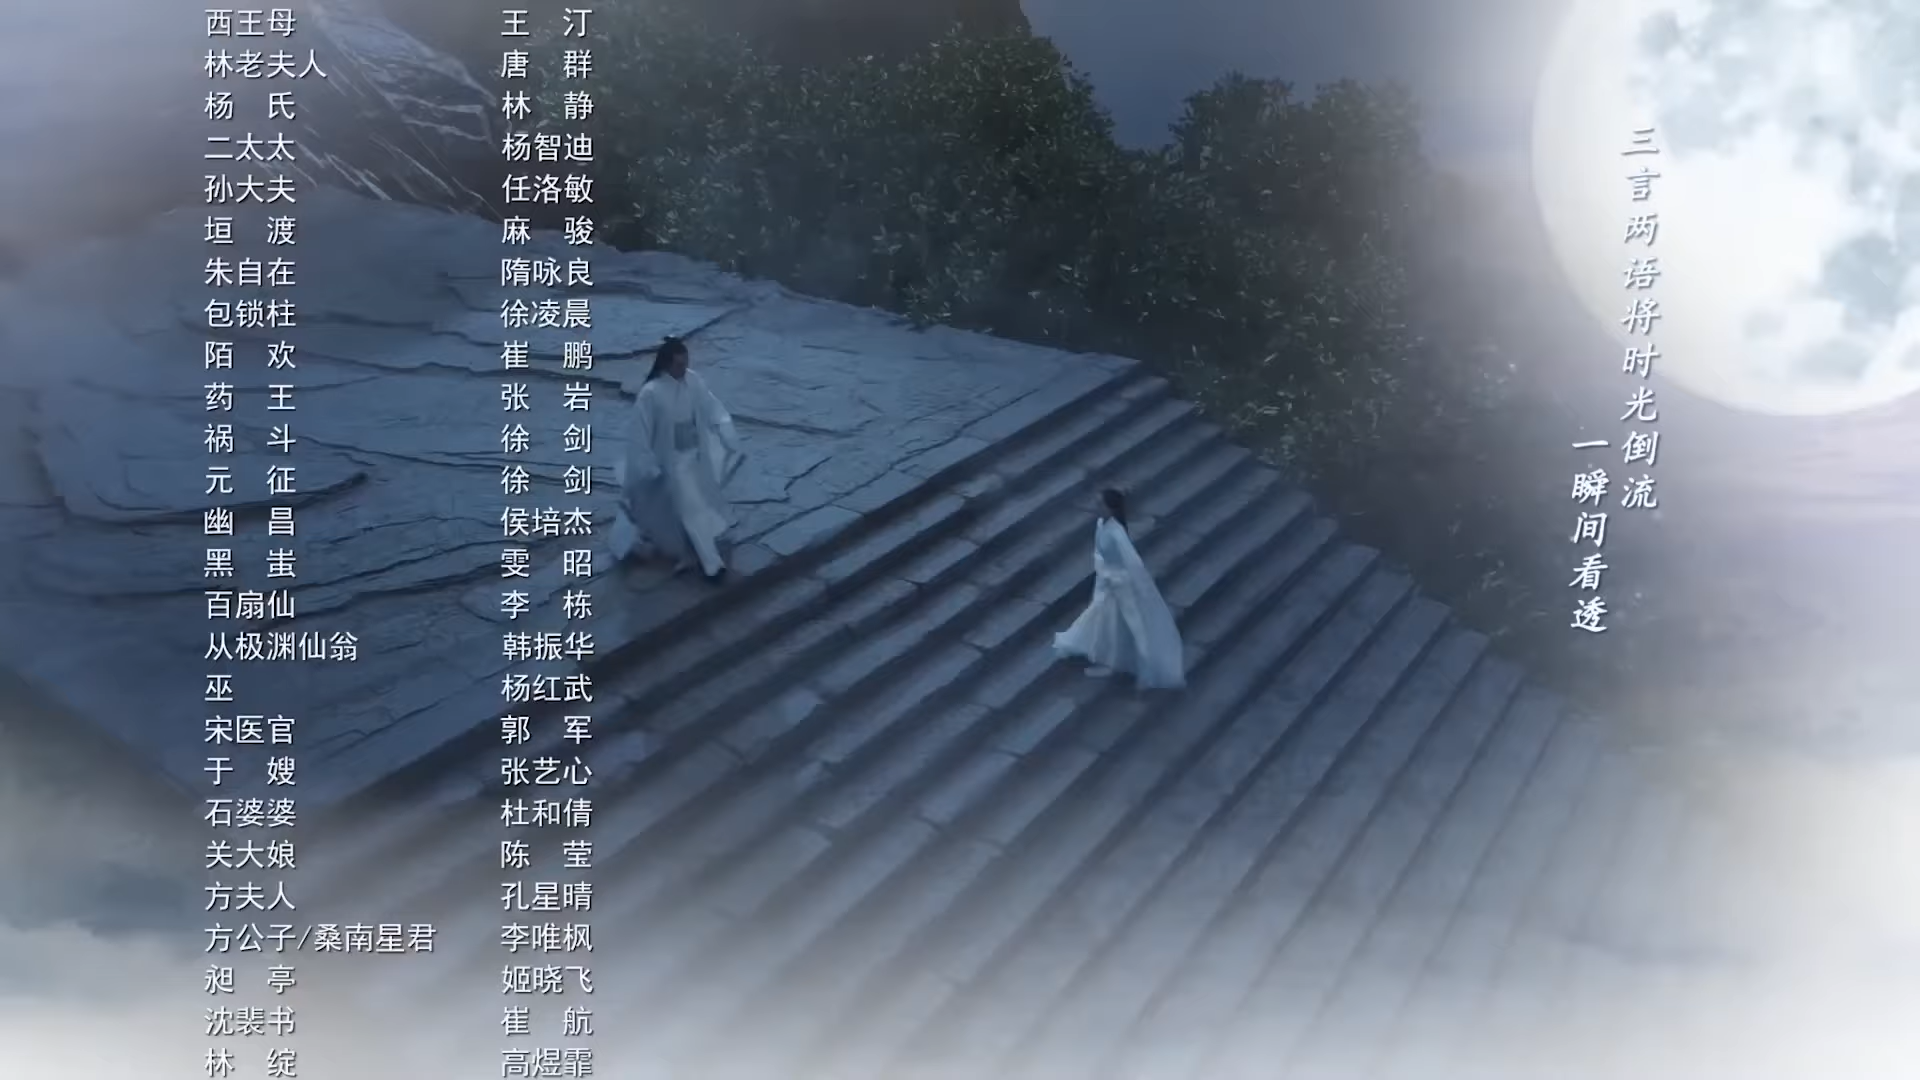 西王母 王汀
林老夫人 唐群
杨氏 林静
二太太 杨智迪
孙大夫 任洛敏
垣渡 麻骏
朱自在 隋咏良
包锁柱 徐凌晨
陌欢 崔鹏
药王 张岩
祸斗 徐剑
元征 徐剑
幽昌 侯培杰
黑蚩 雯昭
百扇仙 李栋
从极渊仙翁 韩振华
巫 杨红武
宋医官 郭军
于嫂 张艺心
石婆婆 杜和倩
关大娘 陈莹
方夫人 孔星晴
方公子/桑南星君 李唯枫
昶亭 姬晓飞
沈裴书 崔航
林绽 高煜霏
三言两语将时光倒流
一瞬间看透